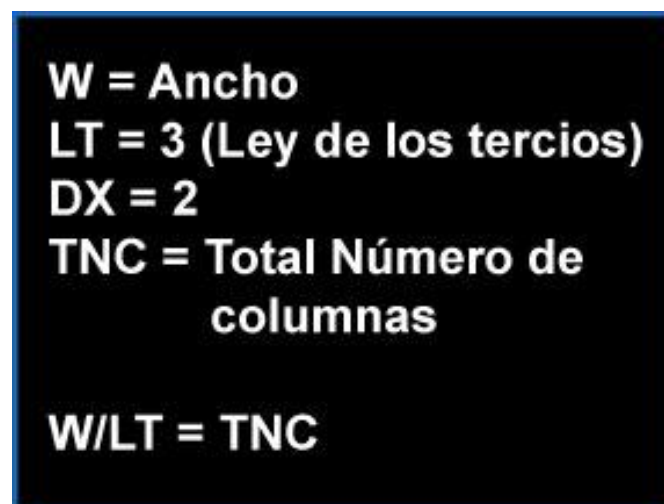 W = Ancho
LT = 3 (Ley de los tercios)
DX = 2
TNC = Total Número de
columnas
W/LT = TNC